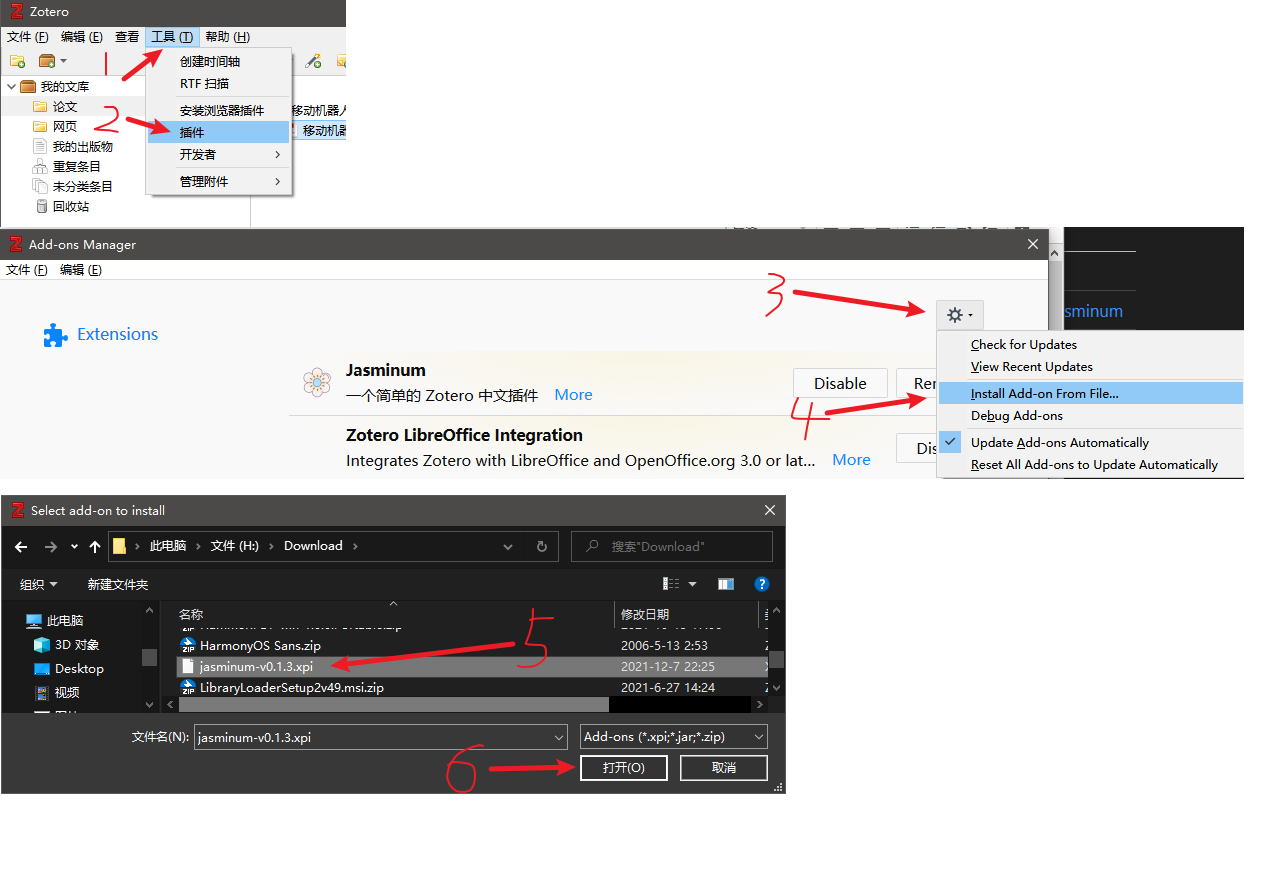 Zotero
文件 (F) 编辑 (E) 查看 工具 (T) 帮助 (H)
1
创建时间轴
RTF 扫描
安装浏览器插件
插件
开发者
管理附件
我的文库
论文
2
网页
我的出版物
重复条目
未分类条目
回收站
移动机器人
移动机器
Add-ons Manager
文件 (F) 编辑 (E)
3
Extensions
sminum
Jasminum
一个简单的 Zotero 中文插件 More
Disable
Rer
4
Zotero LibreOffice Integration
Integrates Zotero with LibreOffice and OpenOffice.org 3.0 or lat... More
Dis
Check for Updates
View Recent Updates
Install Add-on From File...
Debug Add-ons
Update Add-ons Automatically
Reset All Add-ons to Update Automatically
Select add-on to install
此电脑 文件 (H:) Download
搜索"Download"
组织 新建文件夹
此电脑
3D 对象
Desktop
视频
名称 修改日期
HarmonyOS Sans.zip 2006-5-13 2:53
jasminum-v0.1.3.xpi 2021-12-7 22:25
LibraryLoaderSetup2v49.msi.zip 2021-6-27 14:24
5
文件名(N): jasminum-v0.1.3.xpi Add-ons (*.xpi;*.jar;*.zip)
6
打开(O) 取消